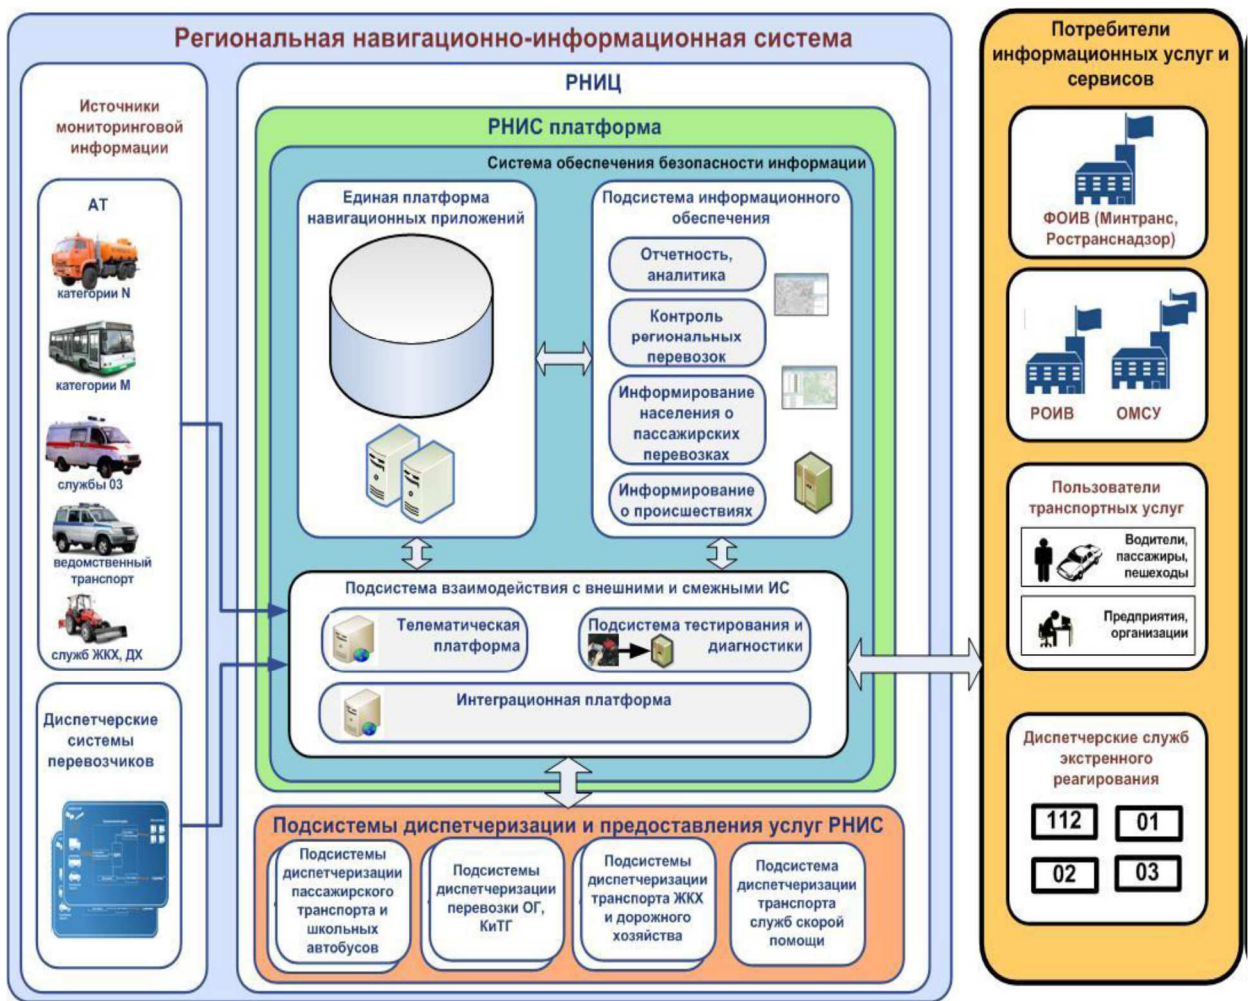 Региональная навигационно-информационная система
Источники
мониторинговой
информации
АТ
категории N
категории М
службы 03
ведомственный
транспорт
служб ЖКХ, ДХ
Диспетчерские
системы
перевозчиков
РНИЦ
РНИС платформа
Система обеспечения безопасности информации
Единая платформа
навигационных приложений
Подсистема информационного
обеспечения
Отчетность,
аналитика
Контроль
региональных
перевозок
Информирование
населения о
пассажирских
перевозках
Информирование
о происшествиях
Подсистема взаимодействия с внешними и смежными ИС
Телематическая
платформа
Подсистема тестирования и
диагностики
Интеграционная платформа
Подсистемы диспетчеризации и предоставления услуг РНИС
Подсистемы
диспетчеризации
пассажирского
транспорта и
школьных
автобусов
Подсистемы
диспетчеризации
перевозки ОГ,
КиТГ
Подсистемы
диспетчеризации
транспорта ЖКХ
и дорожного
хозяйства
Подсистема
диспетчеризации
транспорта
служб скорой
помощи
Потребители
информационных услуг и
сервисов
ФОИВ (Минтранс,
Ространснадзор)
РОИВ
ОМСУ
Пользователи
транспортных услуг
Водители,
пассажиры,
пешеходы
Предприятия,
организации
Диспетчерские служб
экстренного
реагирования
112
01
02
03